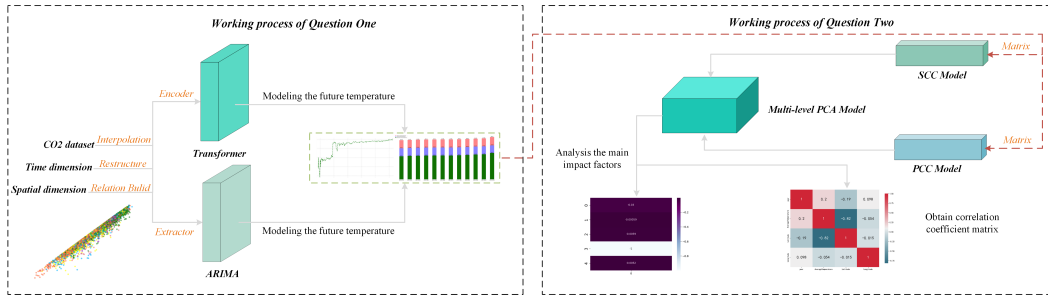 Working process of Question One
Encoder
Modeling the future temperature
CO2 dataset
Interpolation
Transformer
Time dimension
Restructure
Spatial dimension
Relation Bulid
Extractor
Modeling the future temperature
ARIMA
Working process of Question Two
Matrix
SCC Model
Multi-level PCA Model
Matrix
PCC Model
Analysis the main
impact factors
Obtain correlation
coefficient matrix